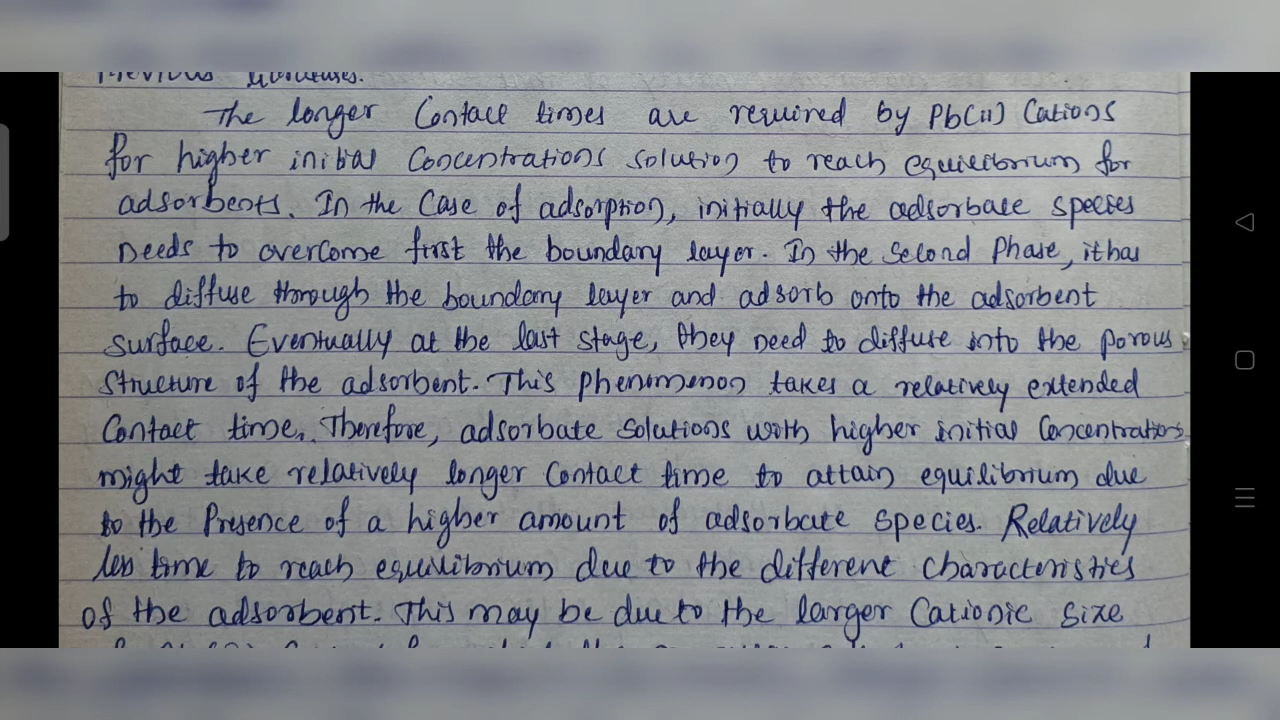 The longer Contact times are required by Pb(II) Cations
for higher initial Concentrations solution to reach equilibrium for
adsorbents. In the Case of adsorption, initially the adsorbate species
needs to overcome first the boundary layer. In the Second Phase, it has
to diffuse through the boundary layer and adsorb onto the adsorbent
surface. Eventually at the last stage, they need to diffuse into the porous
structure of the adsorbent. This phenomenon takes a relatively extended
Contact time. Therefore, adsorbate solutions with higher initial Concentrations
might take relatively longer Contact time to attain equilibrium due
to the Presence of a higher amount of adsorbate species. Relatively
less time to reach equilibrium due to the different characteristics
of the adsorbent. This may be due to the larger Cationic Size